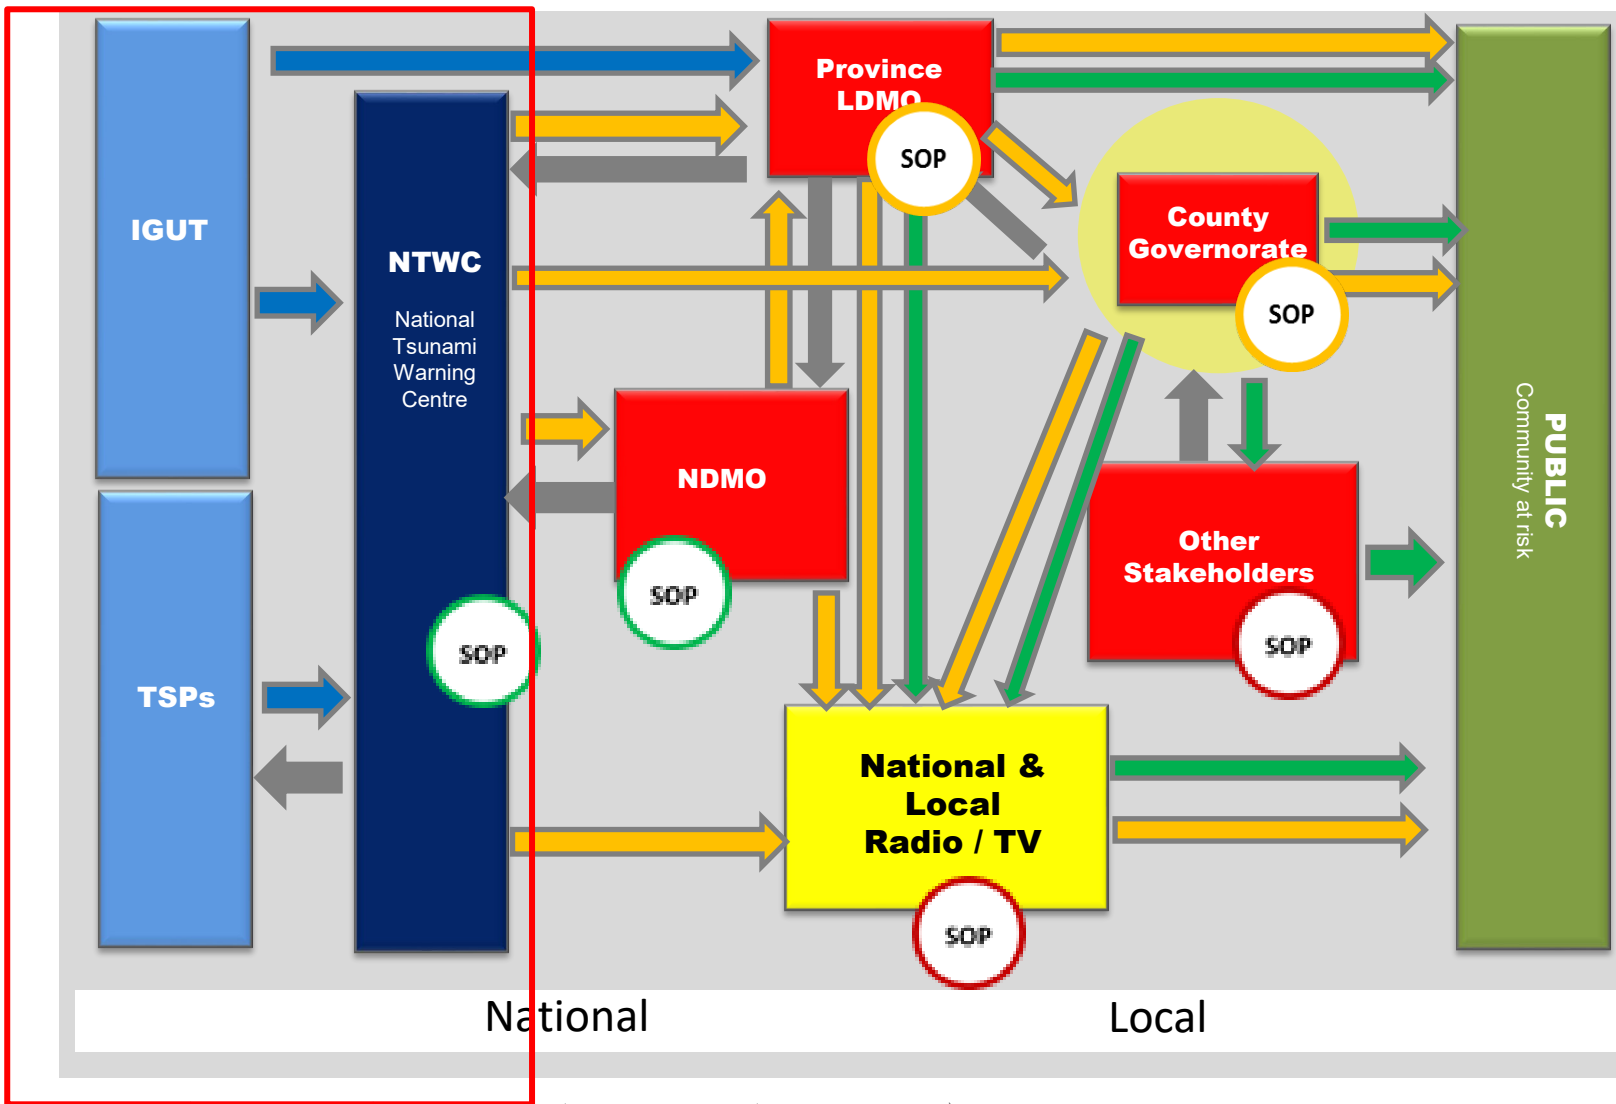 IGUT
TSPs
NTWC
National
Tsunami
Warning
Centre
SOP
Province
LDMO
SOP
NDMO
SOP
County
Governorate
SOP
Other
Stakeholders
SOP
National &
Local
Radio / TV
SOP
PUBLIC
Community at risk
National
Local